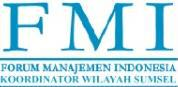 FMI
FORUM MANAJEMEN INDONESIA
KOORDINATOR WILAYAH SUMSEL